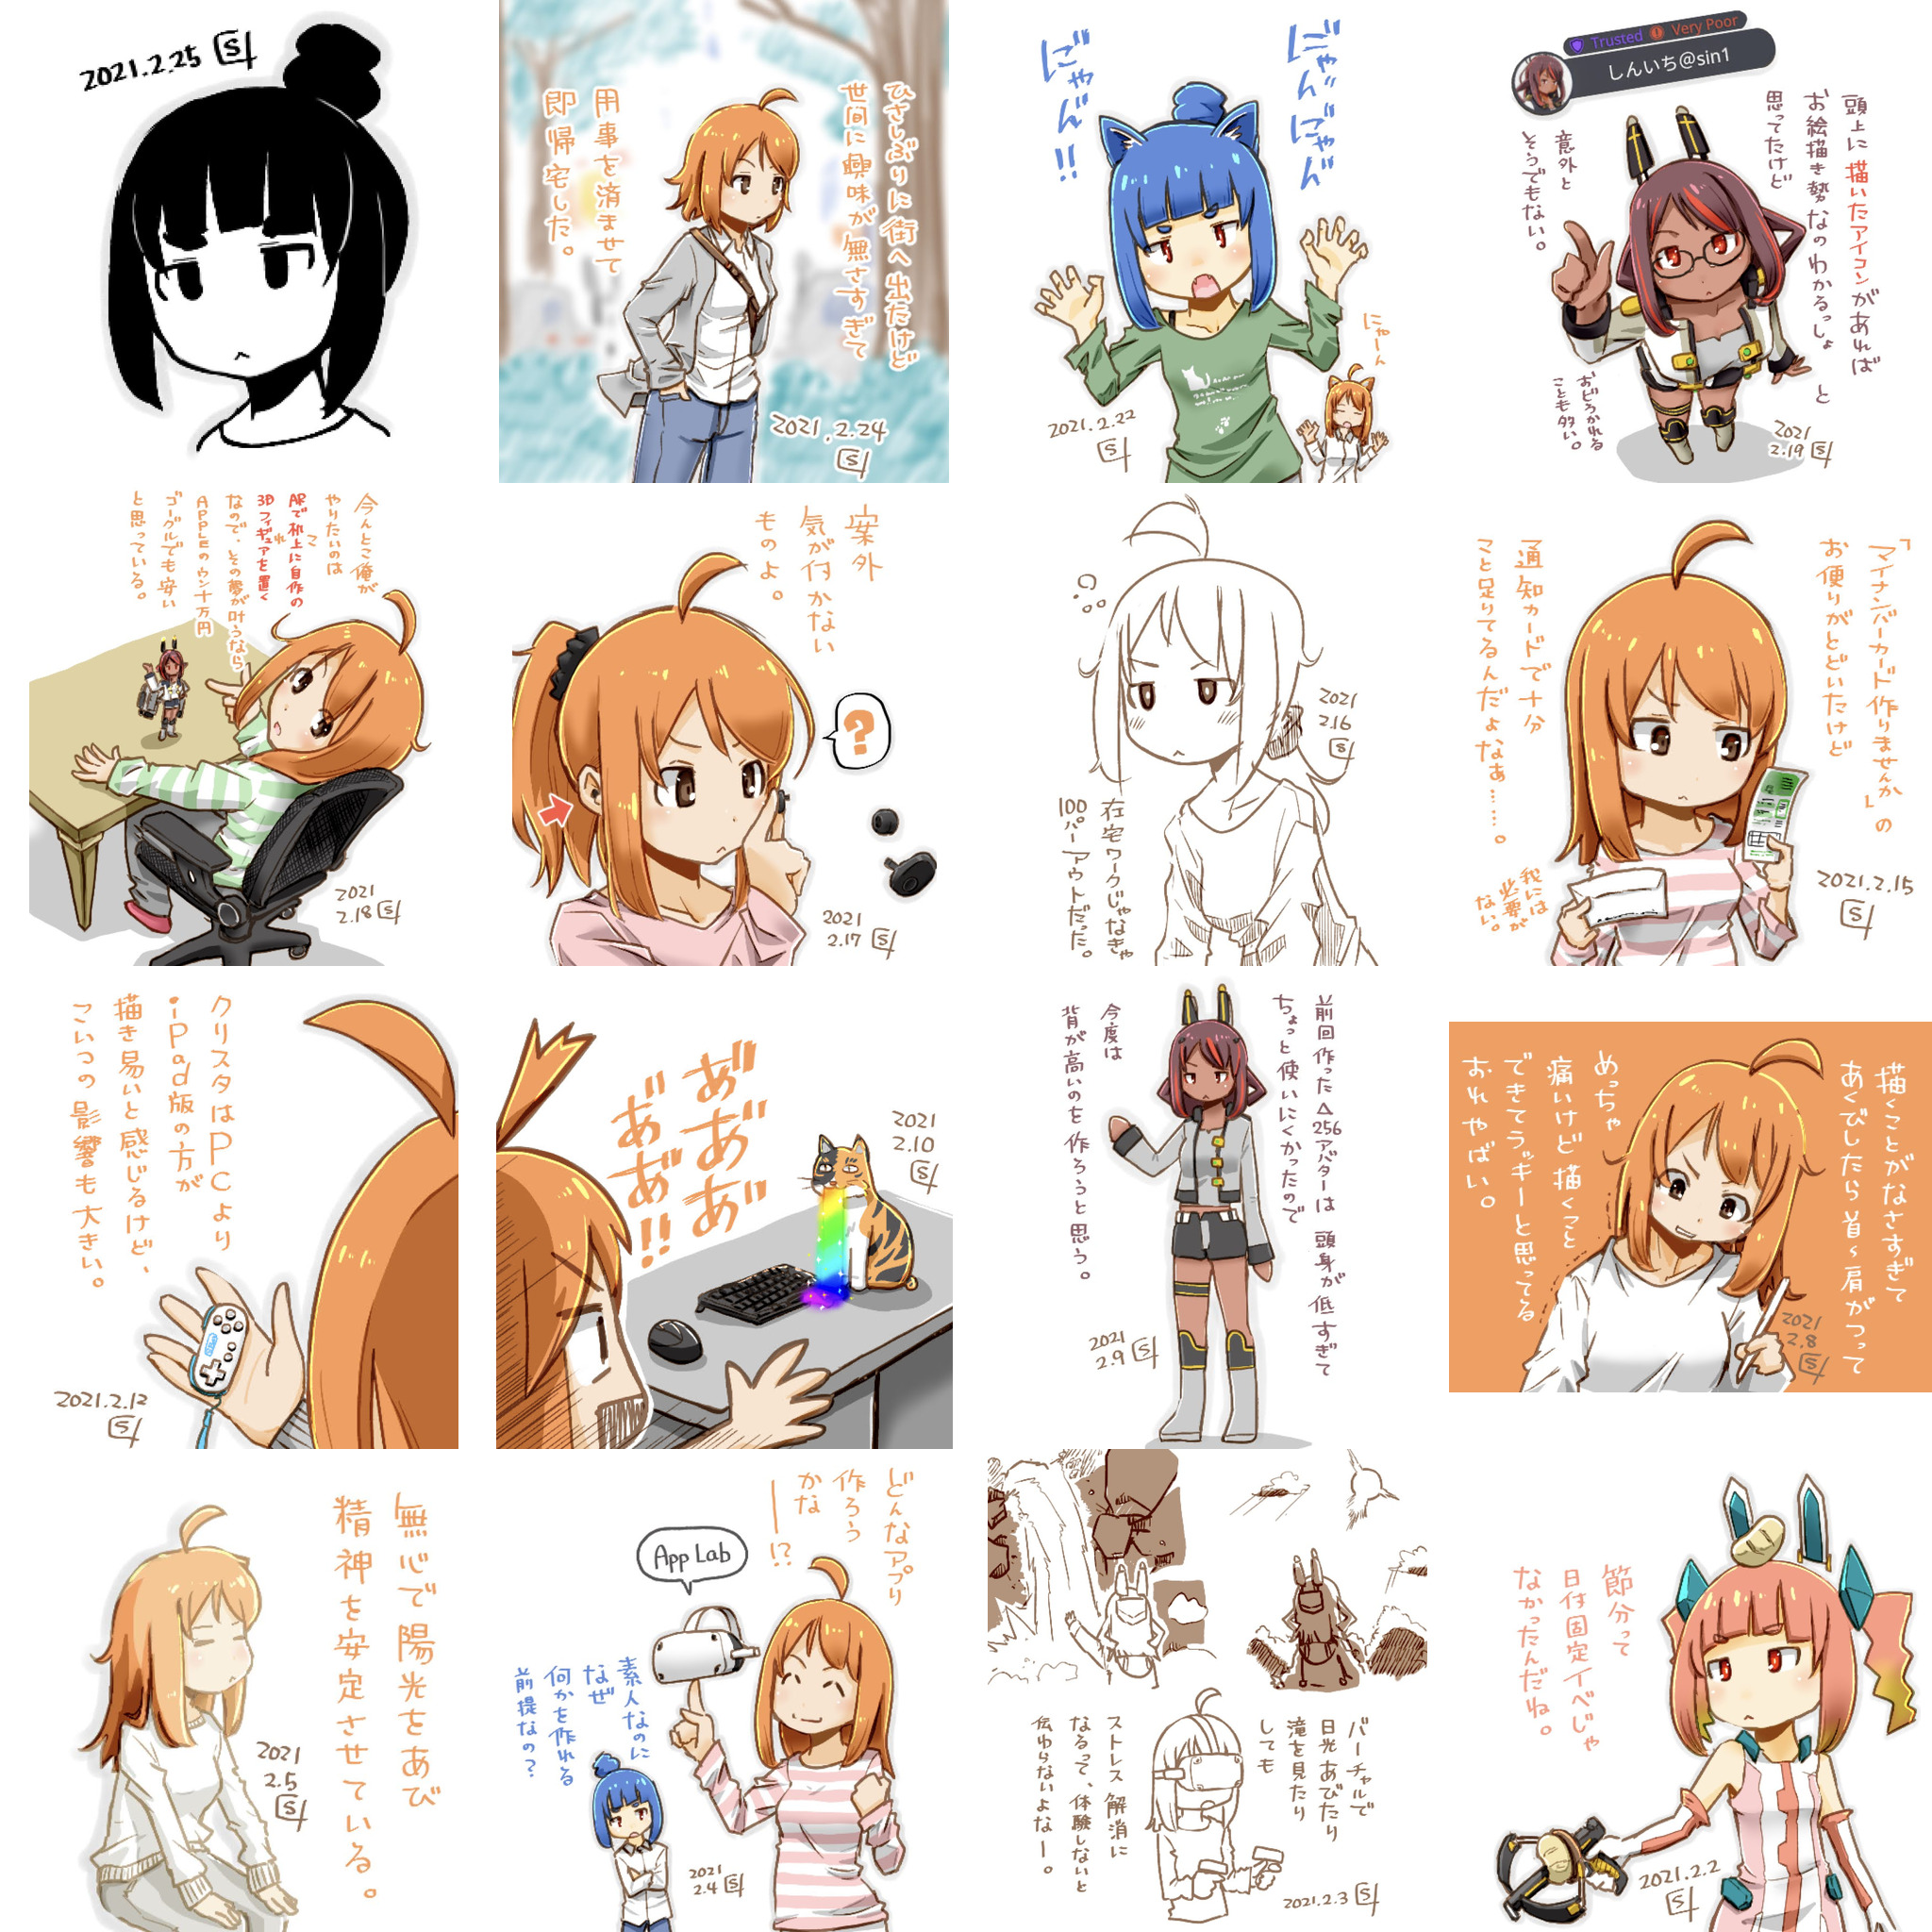 2021.2.25
ひさしぶりに街へ出たけど
世間に興味が無さすぎて
用事を済ませて
即帰宅した。
2021.2.24
にゃんにゃん
にゃん!!
にゃーん
2021.2.22
Trusted Very Poor
しんいち@sin1
頭上に描いたアイコンがあれば
お絵描き勢なのわかるっしょ と
思ってたけど
意外と
そうでもない。
おどろかれる
ことも多い。
2021
2.19
今んとこ俺が
やりたいのは
これ
ARで机上に自作の
3Dフィギュアを置く
なので、その夢が叶うなら
APPLEのウン十万円
ゴーグルでも安い
と思っている。
2021
2.18
案外
気が付かない
ものよ。
?
2021
2.17
2021
2.16
在宅ワークじゃなきゃ
100パーアウトだった。
「マイナンバーカード作りませんか」の
お便りがとどいたけど
通知カードで十分
こと足りてるんだよなぁ……。
我には
必要が
ない。
2021.2.15
クリスタはPCより
iPad版の方が
描き易いと感じるけど、
こいつの影響も大きい。
2021.2.12
あ゛あ゛あ゛
あ゛あ゛!!
2021
2.10
前回作った△256アバターは 頭身が低すぎて
ちょっと使いにくかったので
今度は
背が高いのを作ろうと思う。
2021
2.9
描くことがなさすぎて
あくびしたら首〜肩がつって
めっちゃ
痛いけど描くこと
できてラッキーと思ってる
おれやばい。
2021
2.8
無心で陽光をあび
精神を安定させている。
2021
2.5
どんなアプリ
作ろう
かな
ー!?
App Lab
素人なのに
なぜ
何かを作れる
前提なの?
2021
2.4
バーチャルで
日光あびたり
滝を見たり
しても
ストレス解消に
なるって、体験しないと
伝わらないよなー。
2021.2.3
節分って
日付固定イベじゃ
なかったんだね。
2021.2.2